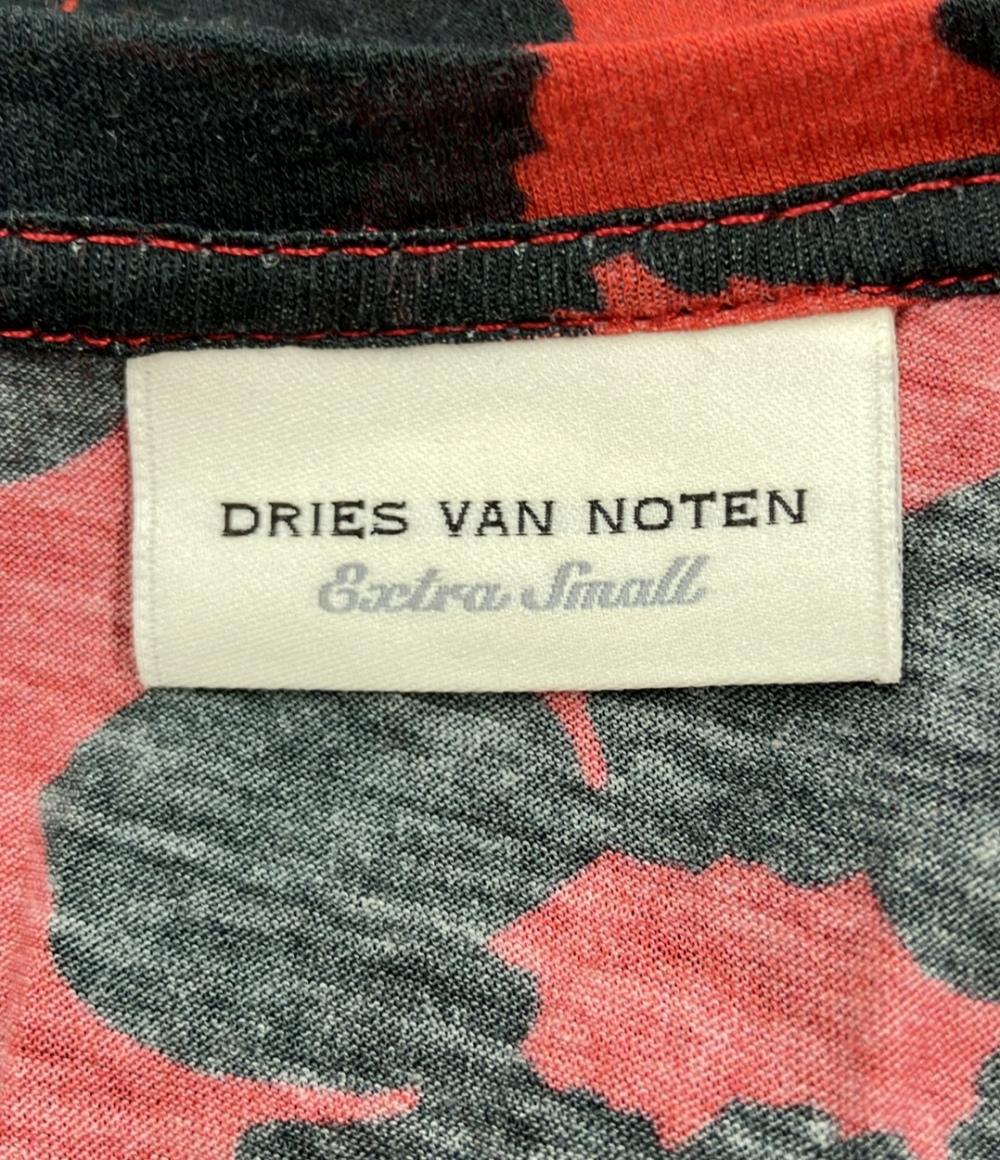 DRIES VAN NOTEN
Extra Small